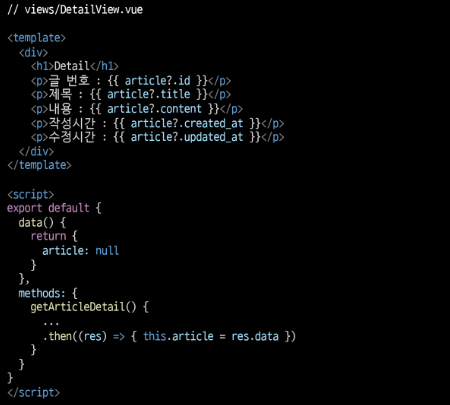 // views/DetailView.vue

<template>
  <div>
    <h1>Detail</h1>
    <p>글 번호 : {{ article?.id }}</p>
    <p>제목 : {{ article?.title }}</p>
    <p>내용 : {{ article?.content }}</p>
    <p>작성시간 : {{ article?.created_at }}</p>
    <p>수정시간 : {{ article?.updated_at }}</p>
  </div>
</template>

<script>
export default {
  data() {
    return {
      article: null
    }
  },
  methods: {
    getArticleDetail() {
      ...
      .then((res) => { this.article = res.data })
    }
  }
}
</script>